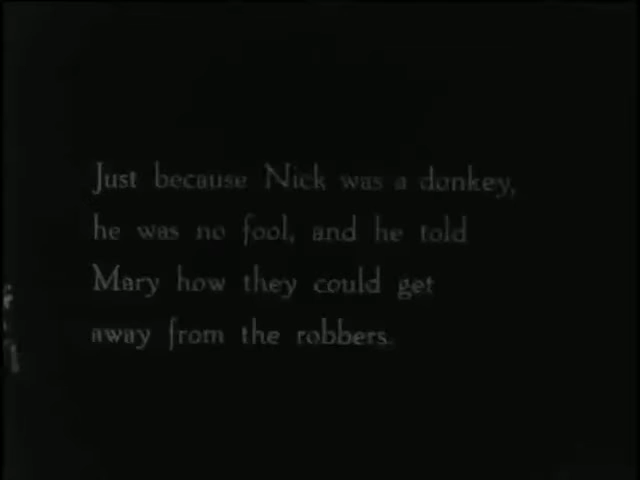 Just because Nick was a donkey,
he was no fool, and he told
Mary how they could get
away from the robbers.